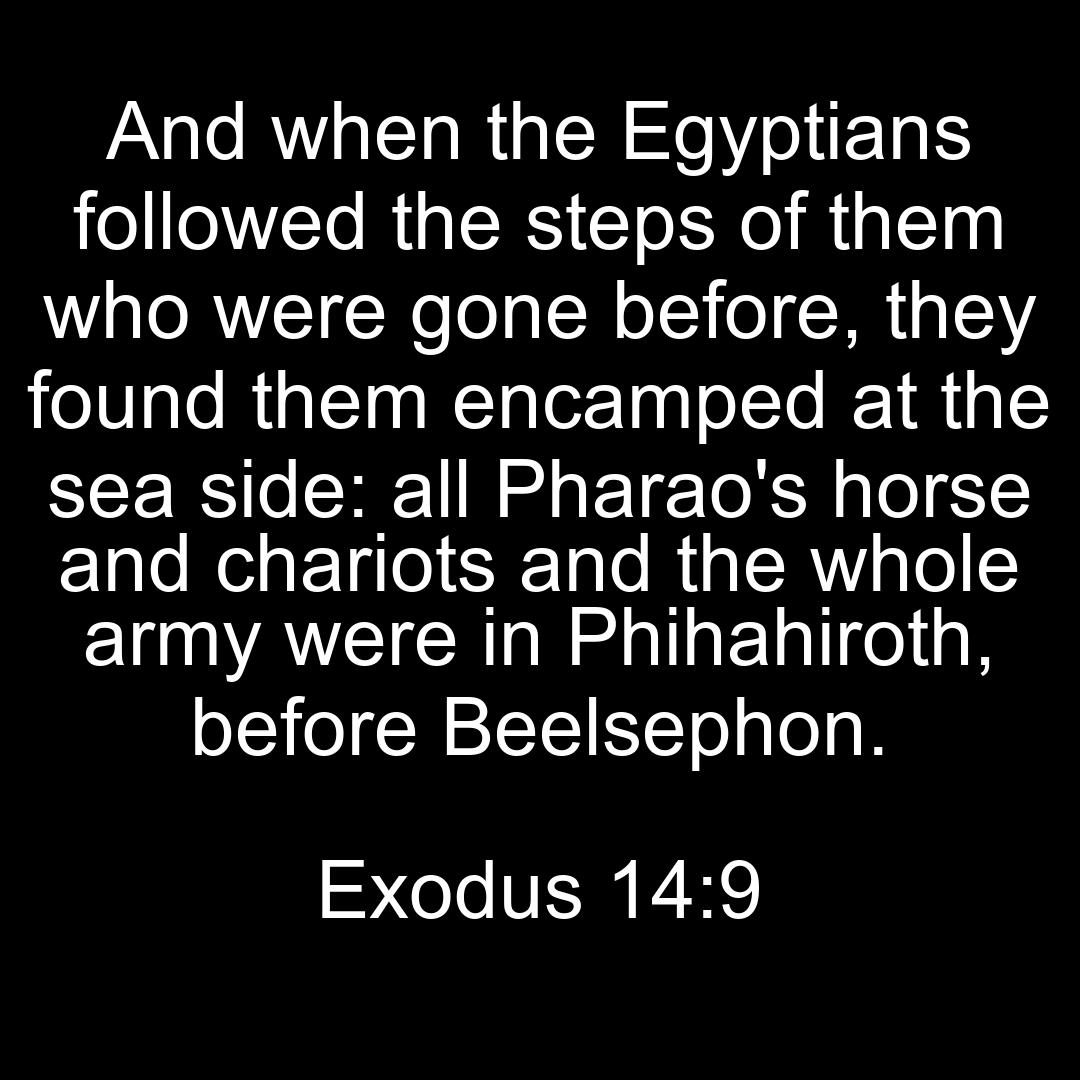 And when the Egyptians
followed the steps of them
who were gone before, they
found them encamped at the
sea side: all Pharao's horse
and chariots and the whole
army were in Phihahiroth,
before Beelsephon.
Exodus 14:9